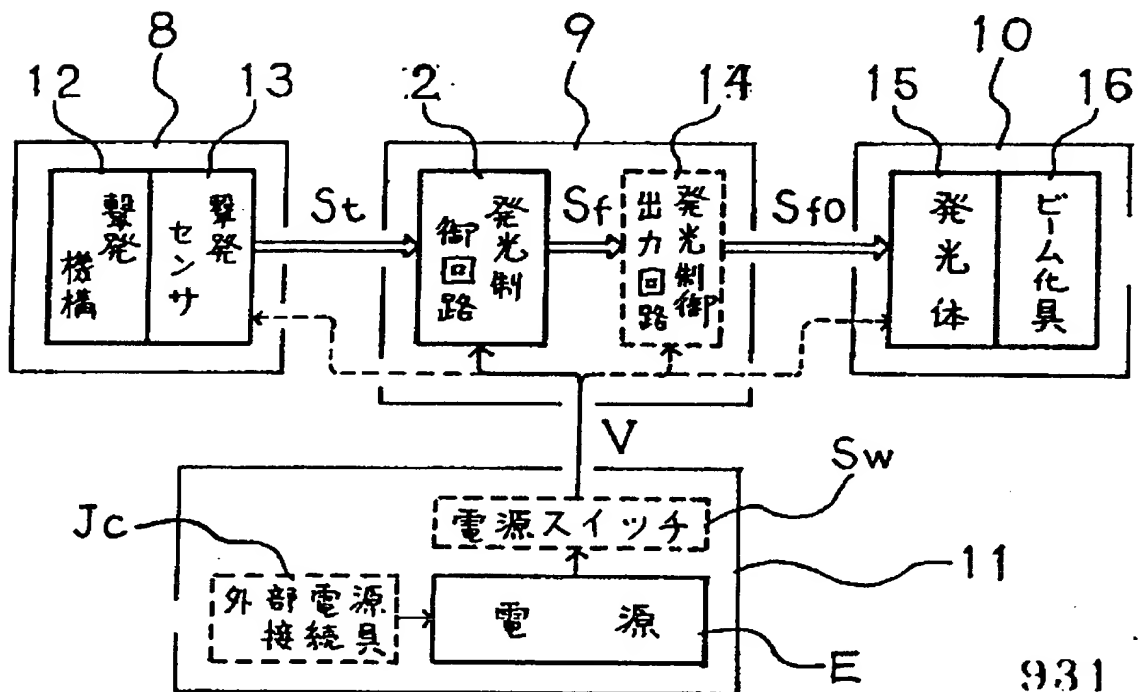 8
9
10
12
13
2
14
15
16
撃発
機構
撃発
センサ
St
発光制
御回路
Sf
発光制御
出力回路
Sf0
発光体
ビーム化具
V
Sw
電源スイッチ
Jc
外部電源
接続具
電源
11
E
931